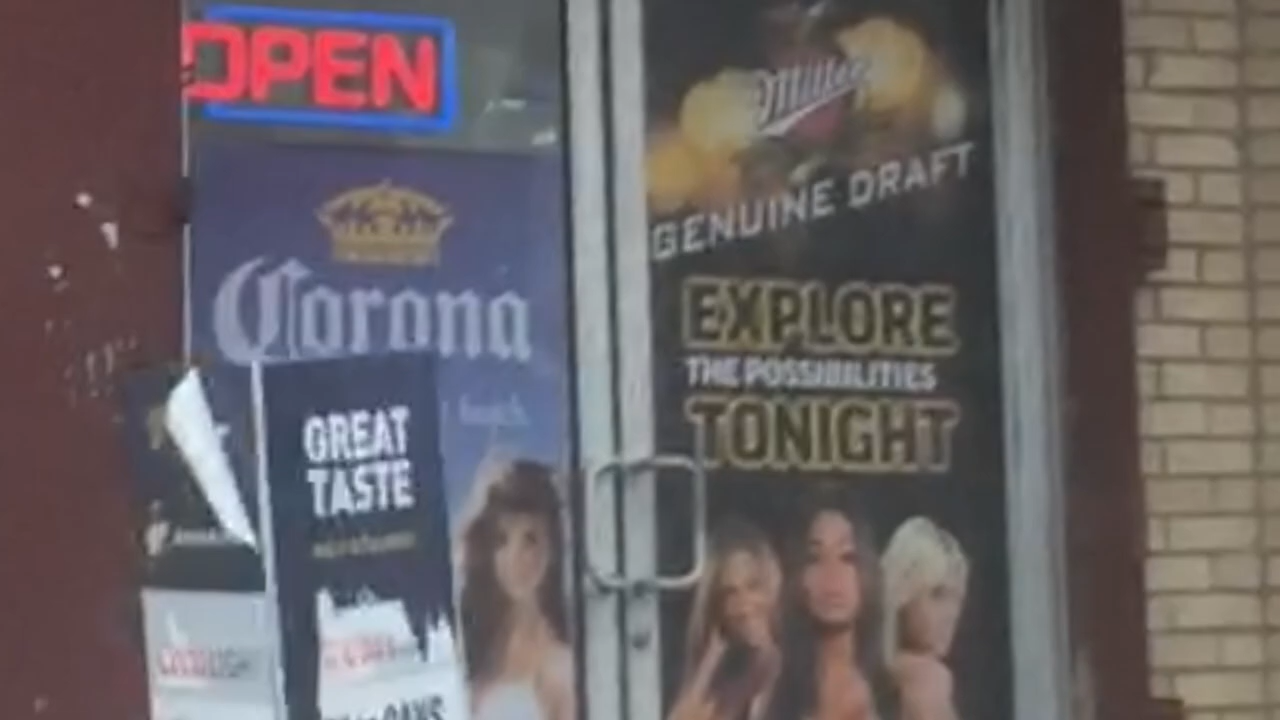 OPEN
Corona
GREAT
TASTE
Miller
GENUINE DRAFT
EXPLORE
THE POSSIBILITIES
TONIGHT